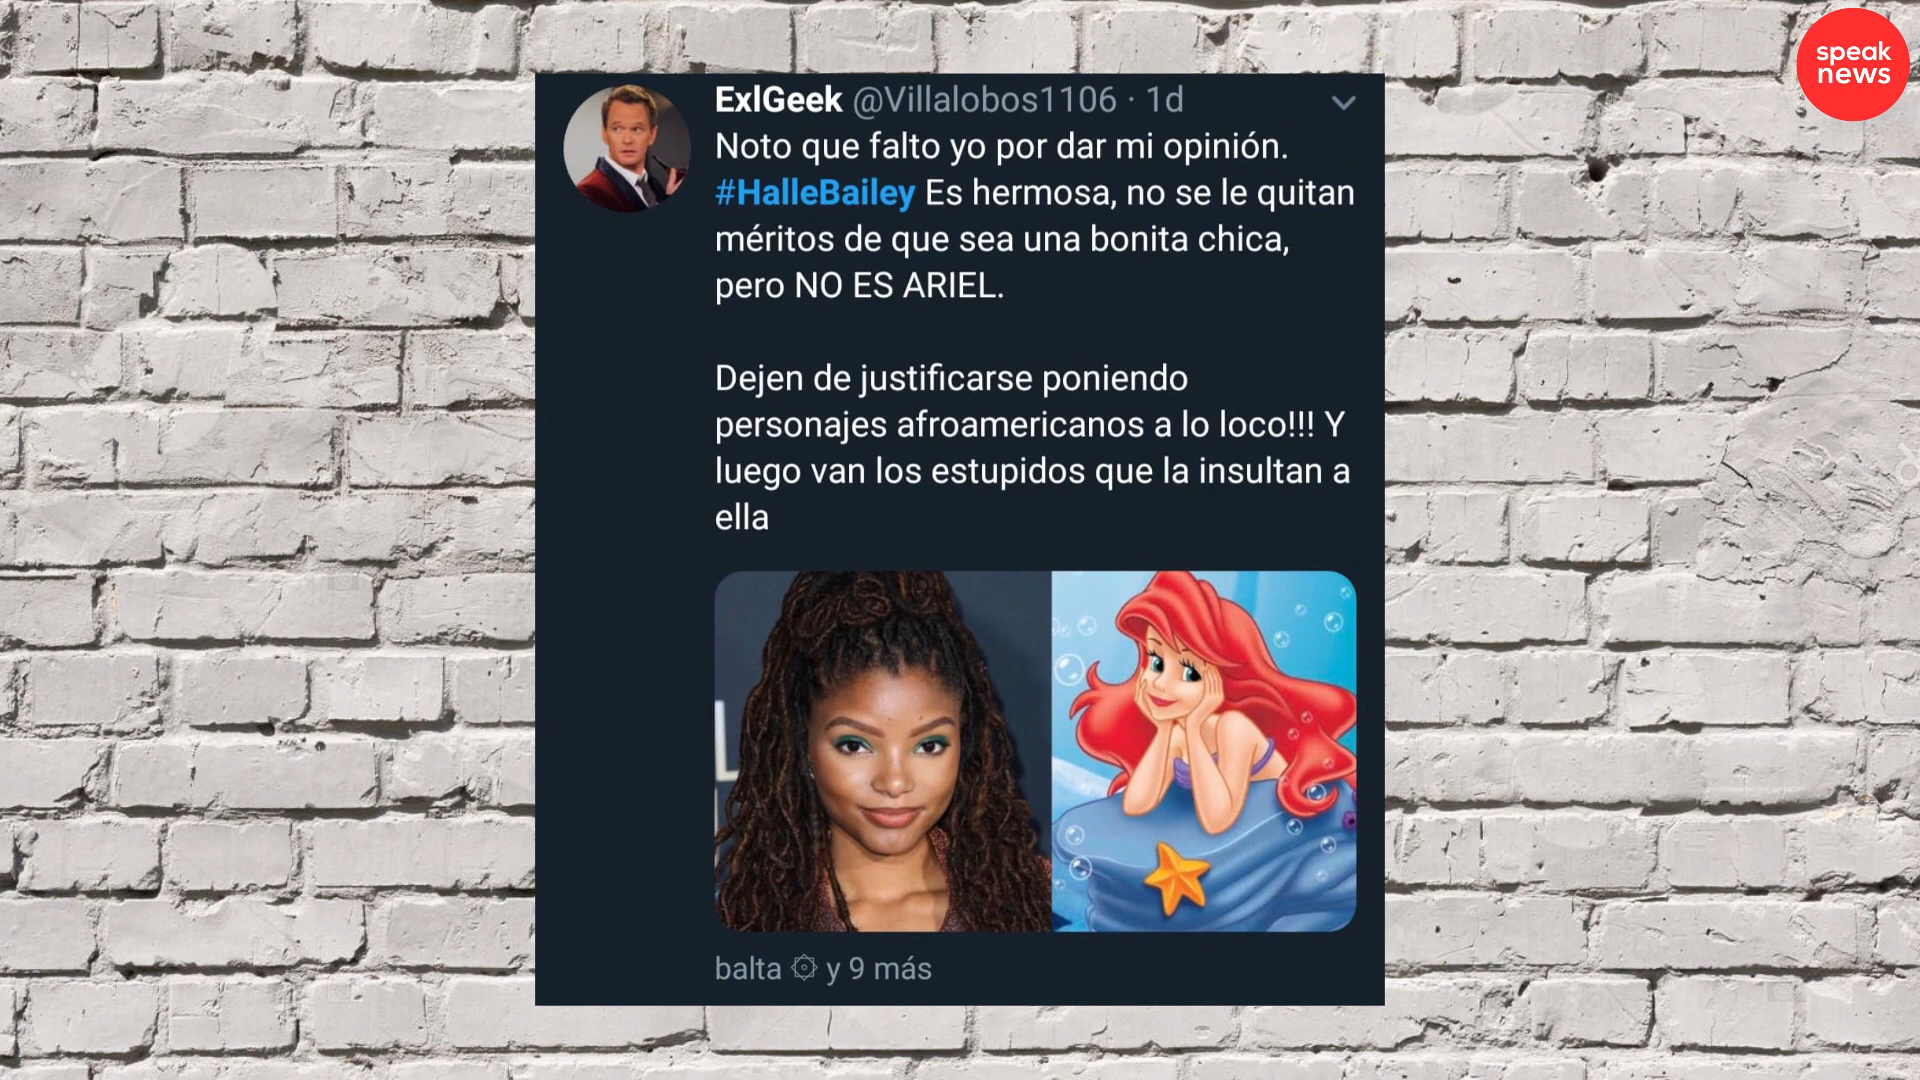 speak
news
ExlGeek @Villalobos1106 · 1d
Noto que falto yo por dar mi opinión.
#HalleBailey Es hermosa, no se le quitan
méritos de que sea una bonita chica,
pero NO ES ARIEL.
Dejen de justificarse poniendo
personajes afroamericanos a lo loco!!! Y
luego van los estupidos que la insultan a
ella
balta ۞ y 9 más